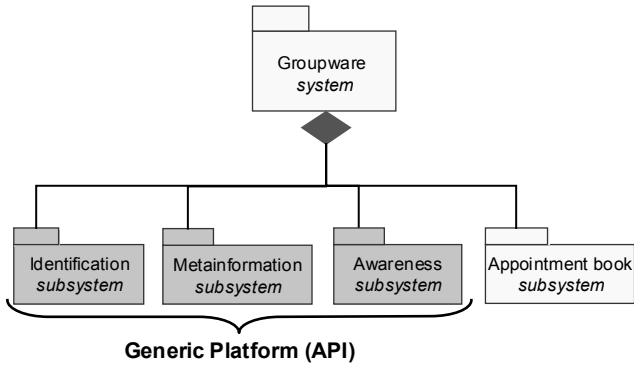 Groupware
system
Identification
subsystem
Metainformation
subsystem
Awareness
subsystem
Appointment book
subsystem
Generic Platform (API)